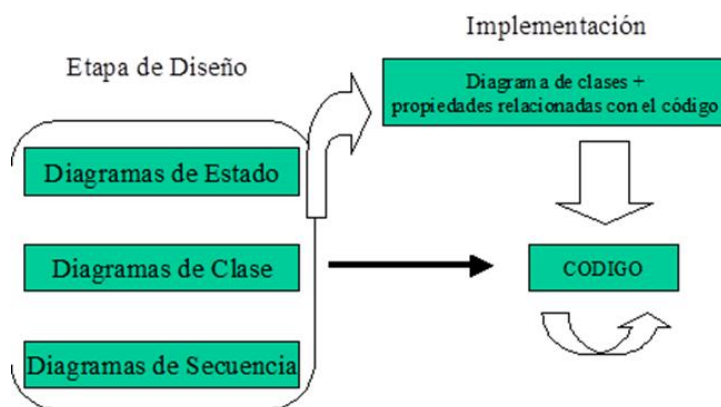 Implementación
Etapa de Diseño
Diagrama de clases +
propiedades relacionadas con el código
Diagramas de Estado
Diagramas de Clase
CODIGO
Diagramas de Secuencia